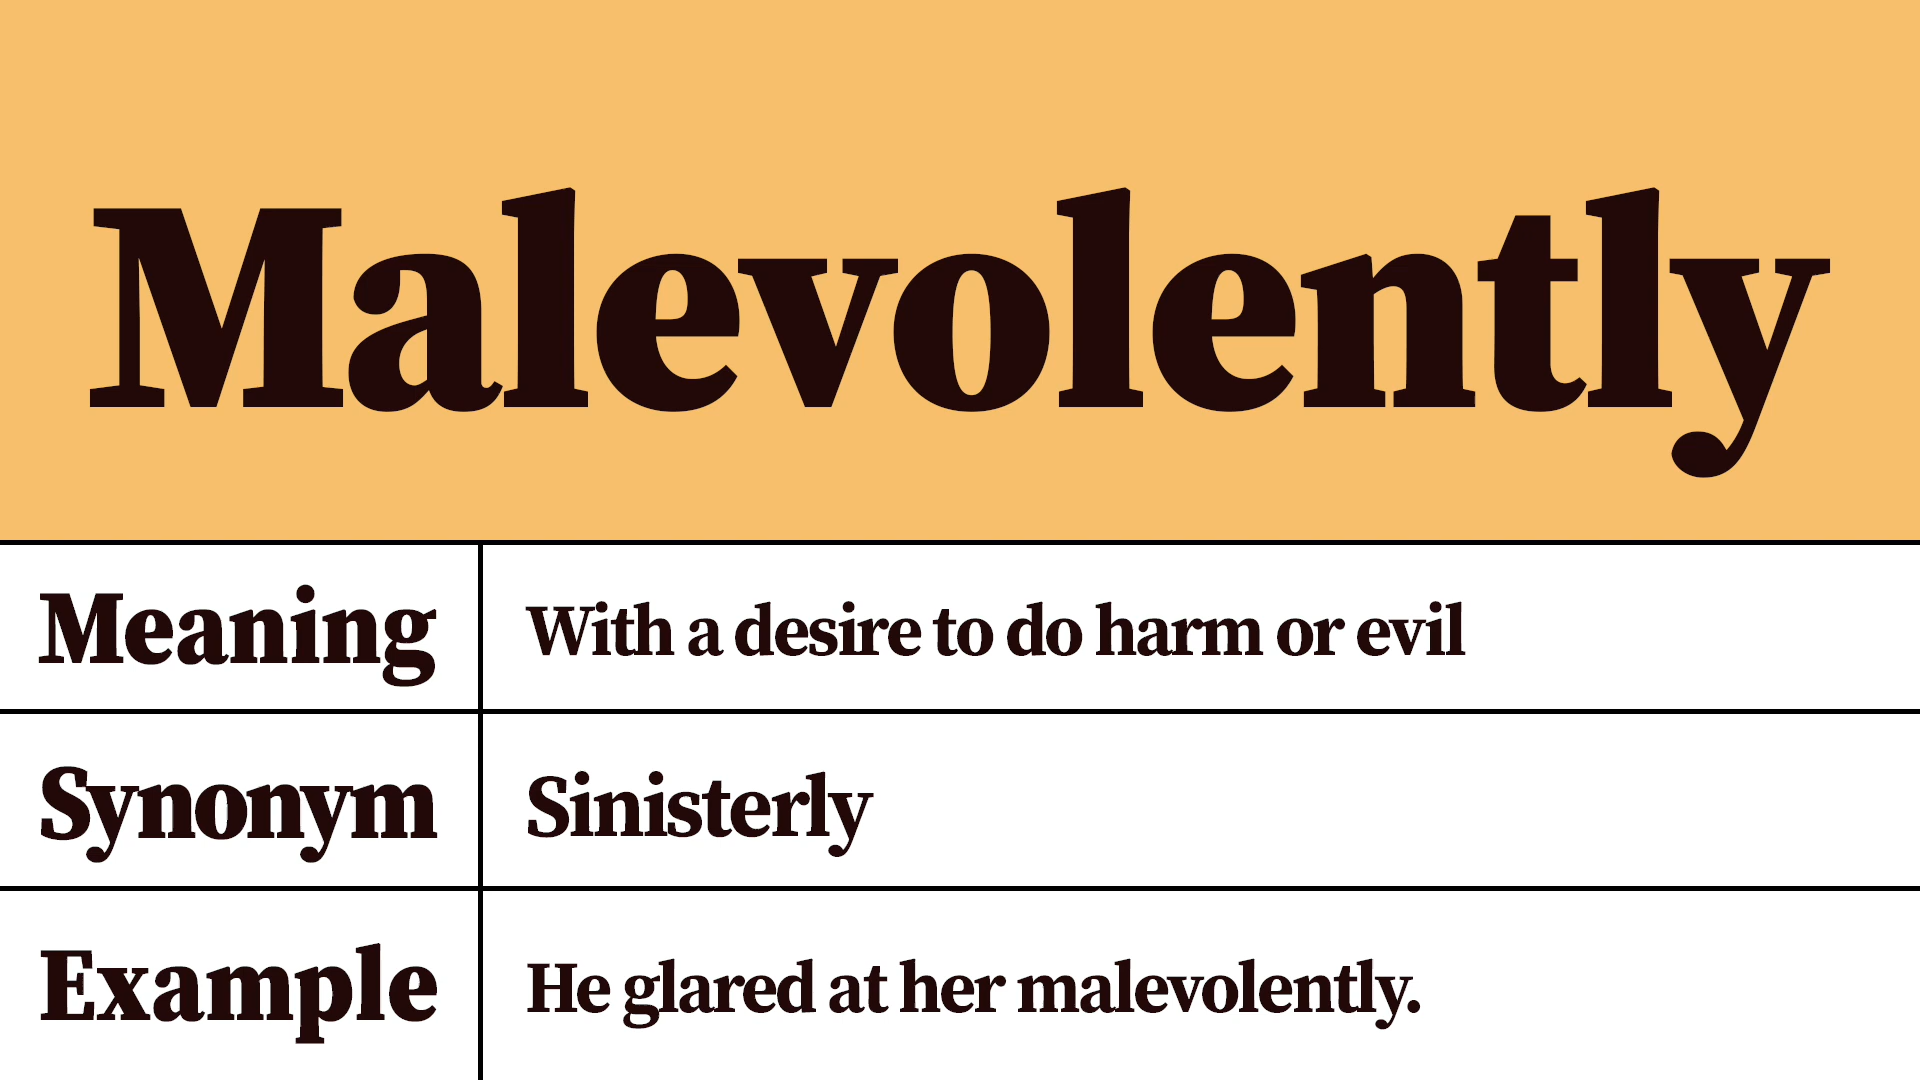 Malevolently
Meaning
With a desire to do harm or evil
Synonym
Sinisterly
Example
He glared at her malevolently.